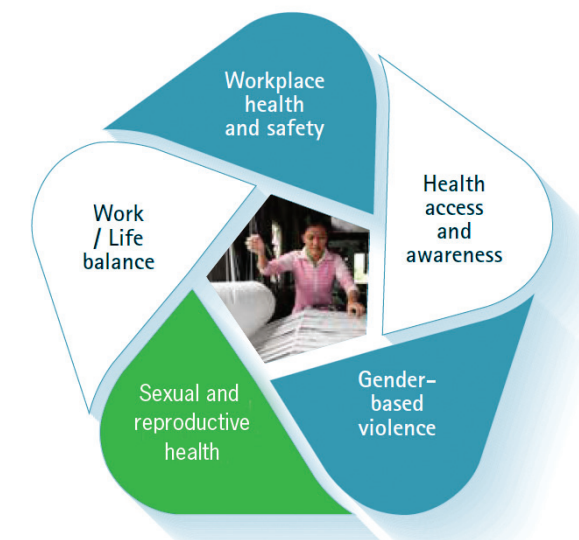 Workplace
health
and safety
Health
access
and
awareness
Gender-
based
violence
Sexual and
reproductive
health
Work
/ Life
balance